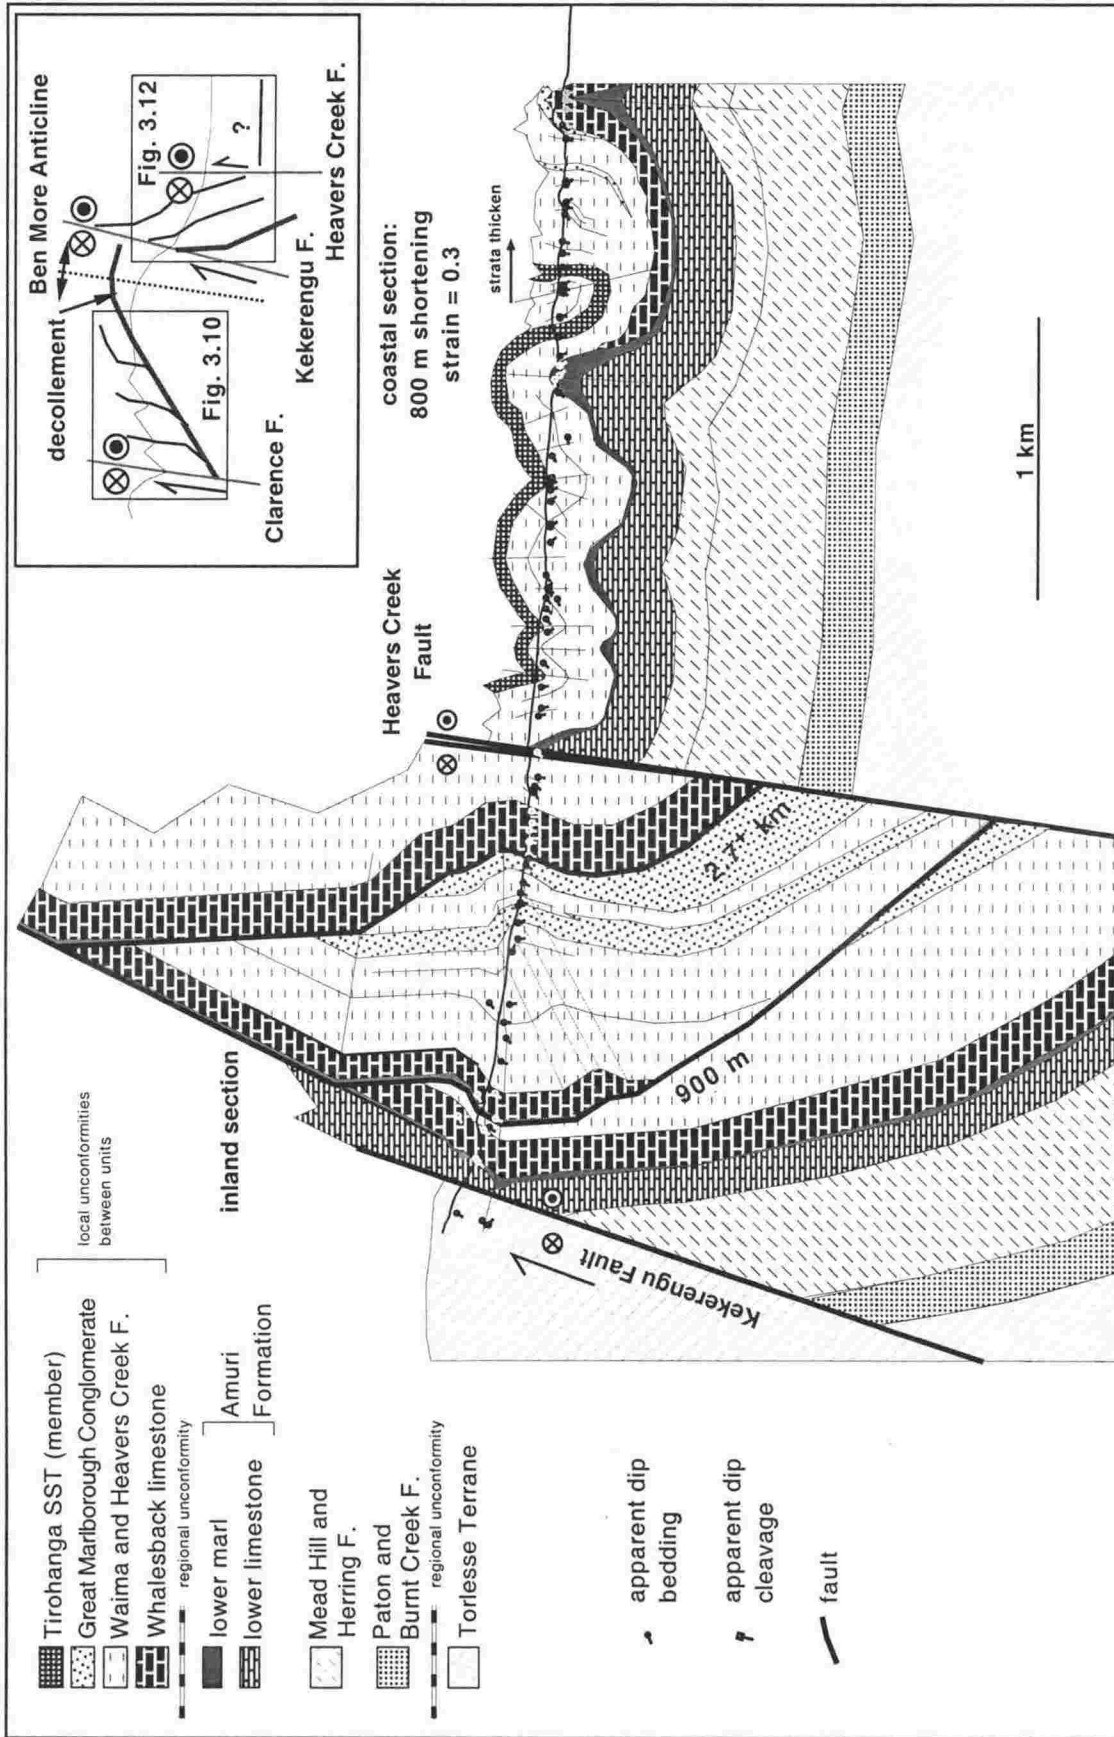 Tirohanga SST (member)
Great Marlborough Conglomerate
Waima and Heavers Creek F.
Whalesback limestone
regional unconformity
lower marl
lower limestone
Amuri
Formation
Mead Hill and
Herring F.
Paton and
Burnt Creek F.
regional unconformity
Torlesse Terrane
local unconformities
between units
apparent dip
bedding
apparent dip
cleavage
fault
inland section
Kekerengu Fault
900 m
2.7+ km
Heavers Creek
Fault
coastal section:
800 m shortening
strain = 0.3
strata thicken
1 km
decollement
Ben More Anticline
Fig. 3.10
Fig. 3.12
?
Clarence F.
Kekerengu F.
Heavers Creek F.